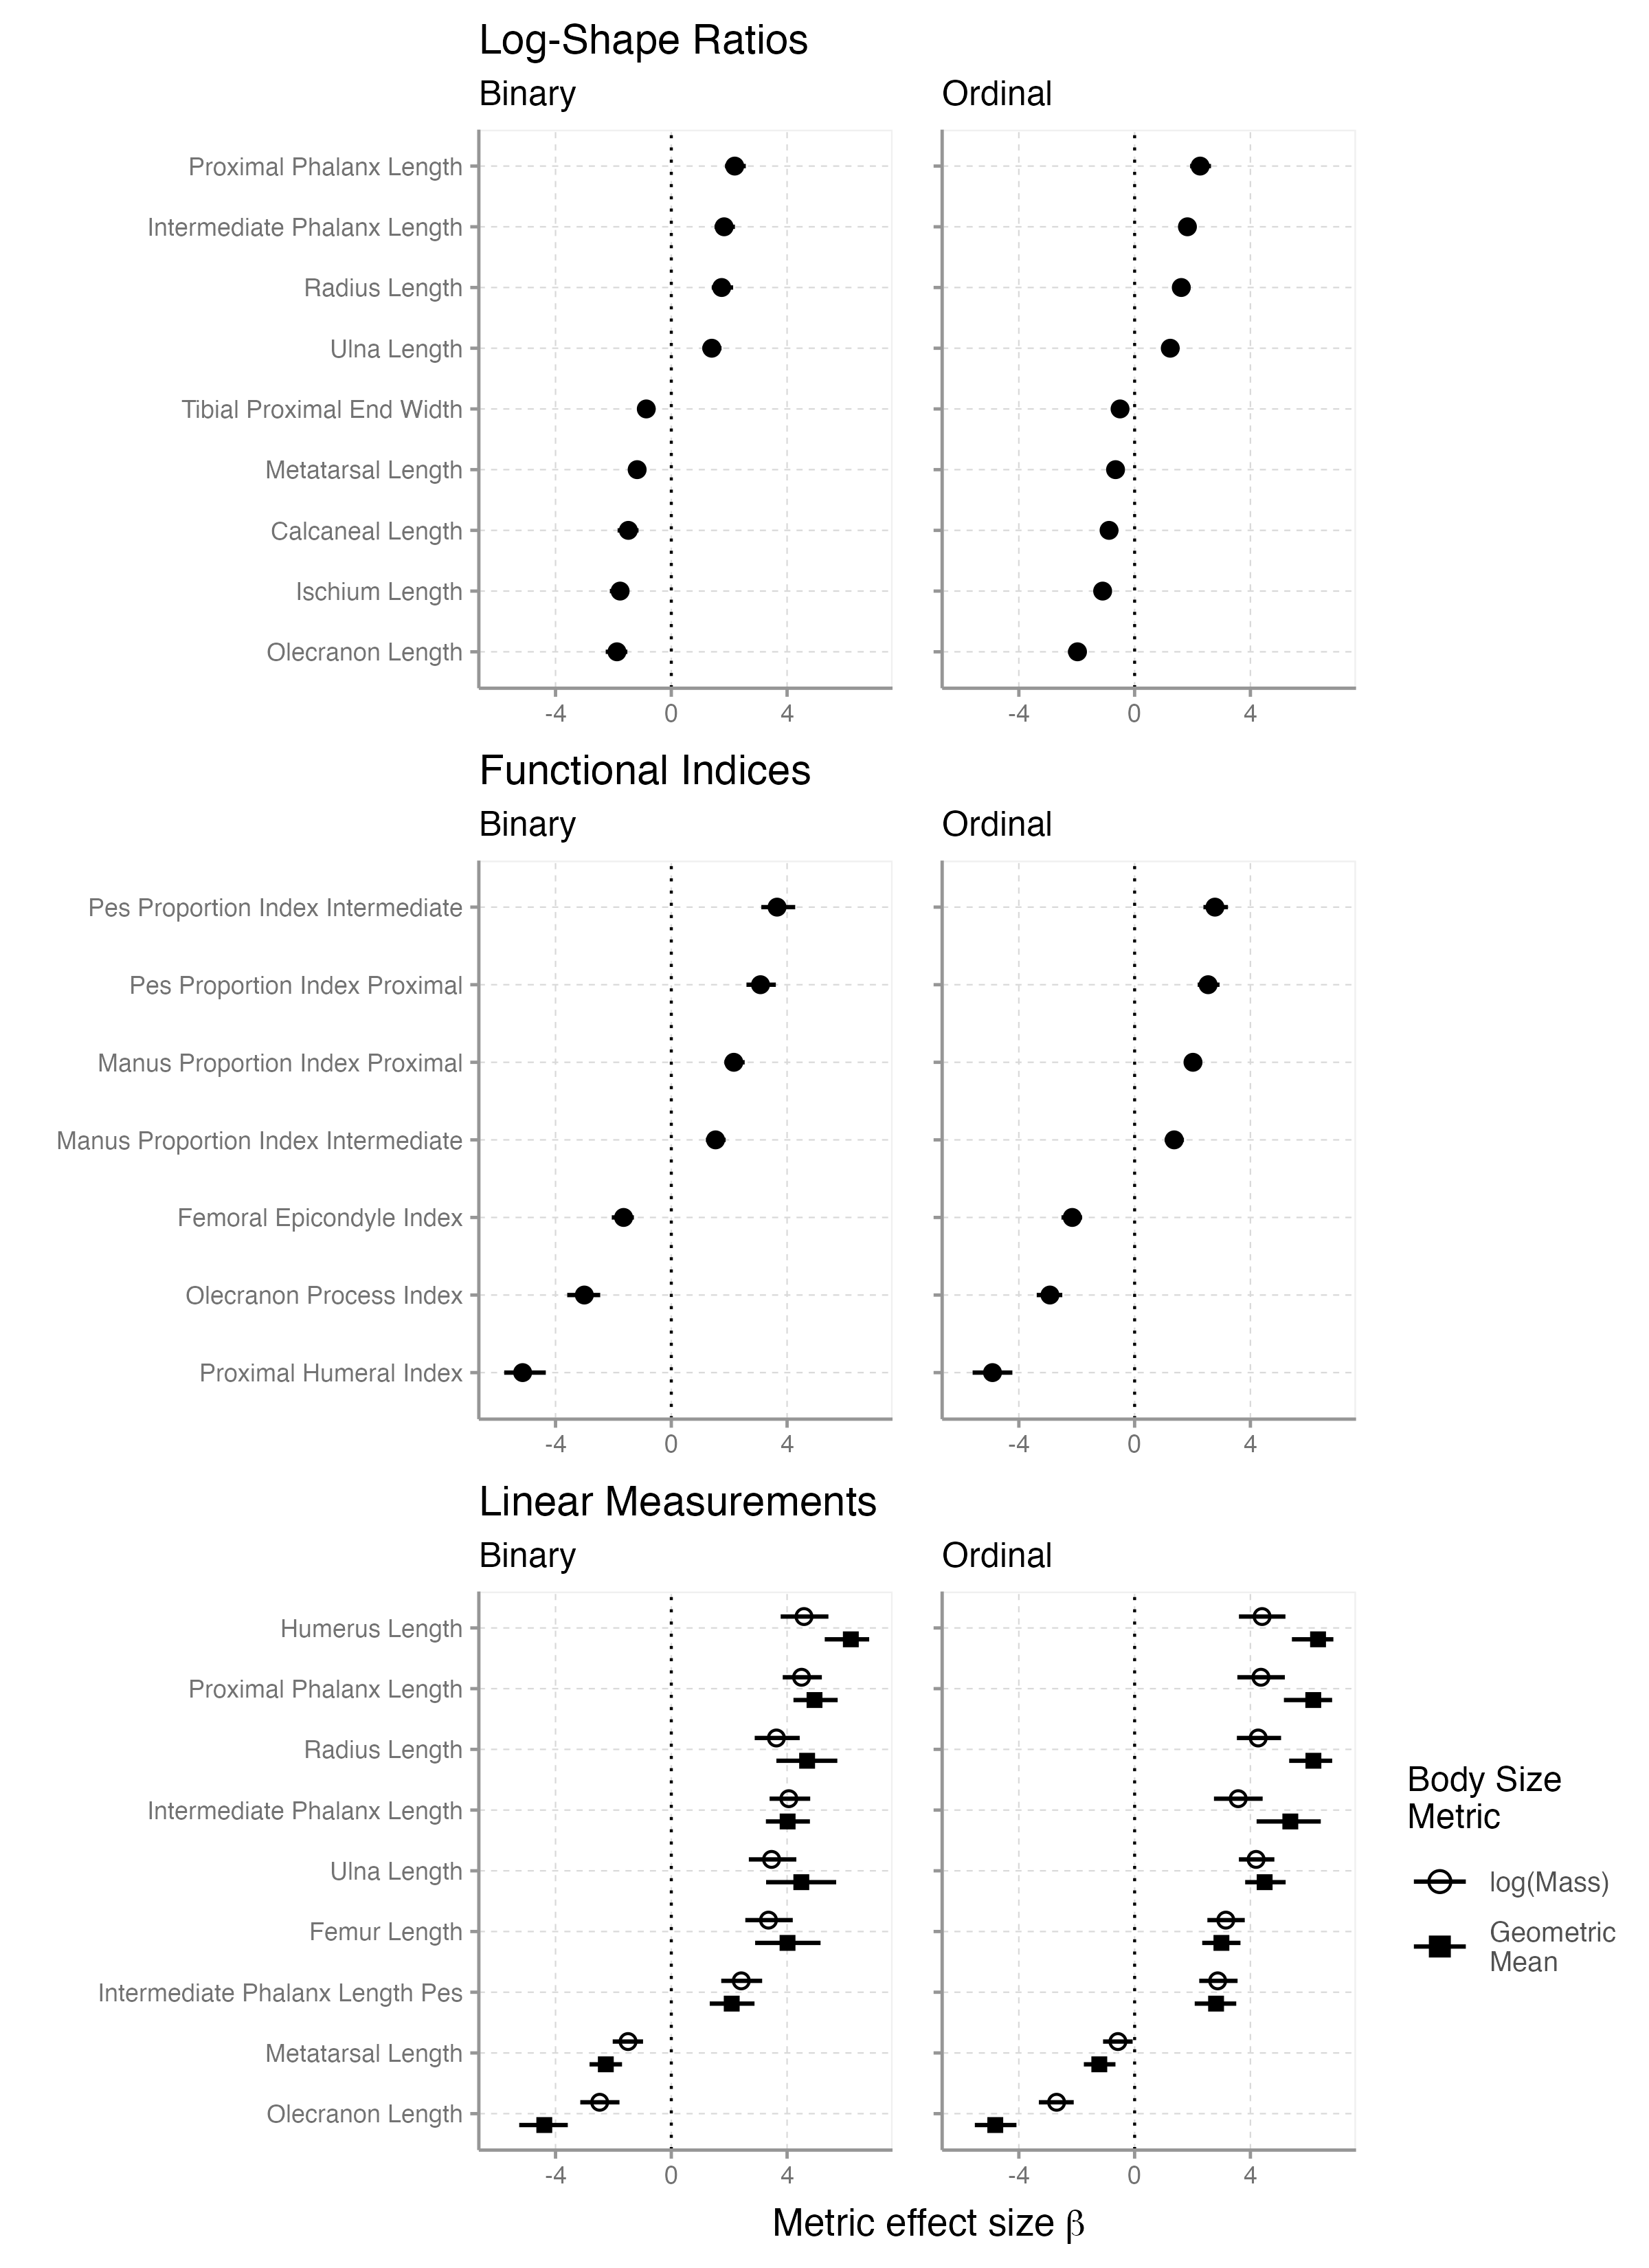 Log-Shape Ratios
Binary
Ordinal
Proximal Phalanx Length
Intermediate Phalanx Length
Radius Length
Ulna Length
Tibial Proximal End Width
Metatarsal Length
Calcaneal Length
Ischium Length
Olecranon Length
-4 0 4
-4 0 4
Functional Indices
Binary
Ordinal
Pes Proportion Index Intermediate
Pes Proportion Index Proximal
Manus Proportion Index Proximal
Manus Proportion Index Intermediate
Femoral Epicondyle Index
Olecranon Process Index
Proximal Humeral Index
-4 0 4
-4 0 4
Linear Measurements
Binary
Ordinal
Humerus Length
Proximal Phalanx Length
Radius Length
Intermediate Phalanx Length
Ulna Length
Femur Length
Intermediate Phalanx Length Pes
Metatarsal Length
Olecranon Length
-4 0 4
-4 0 4
Metric effect size β
Body Size
Metric
log(Mass)
Geometric
Mean